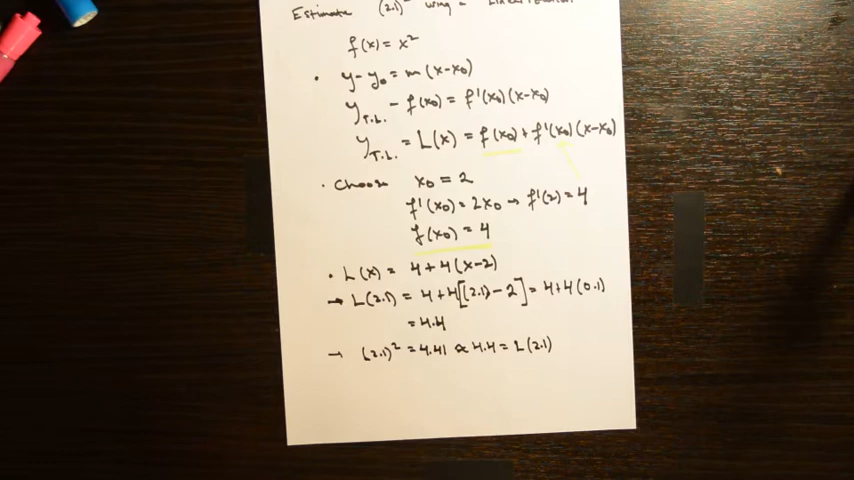 Estimate (2.1)² using a Linearization
f(x) = x²
• y - y₀ = m (x-x₀)
y_T.L. - f(x₀) = f'(x₀)(x-x₀)
y_T.L. = L(x) = f(x₀) + f'(x₀)(x-x₀)
• Choose x₀ = 2
f'(x₀) = 2x₀ → f'(2) = 4
f(x₀) = 4
• L(x) = 4 + 4(x-2)
→ L(2.1) = 4 + 4[(2.1) - 2] = 4 + 4(0.1)
= 4.4
→ (2.1)² = 4.41 ≈ 4.4 = L(2.1)